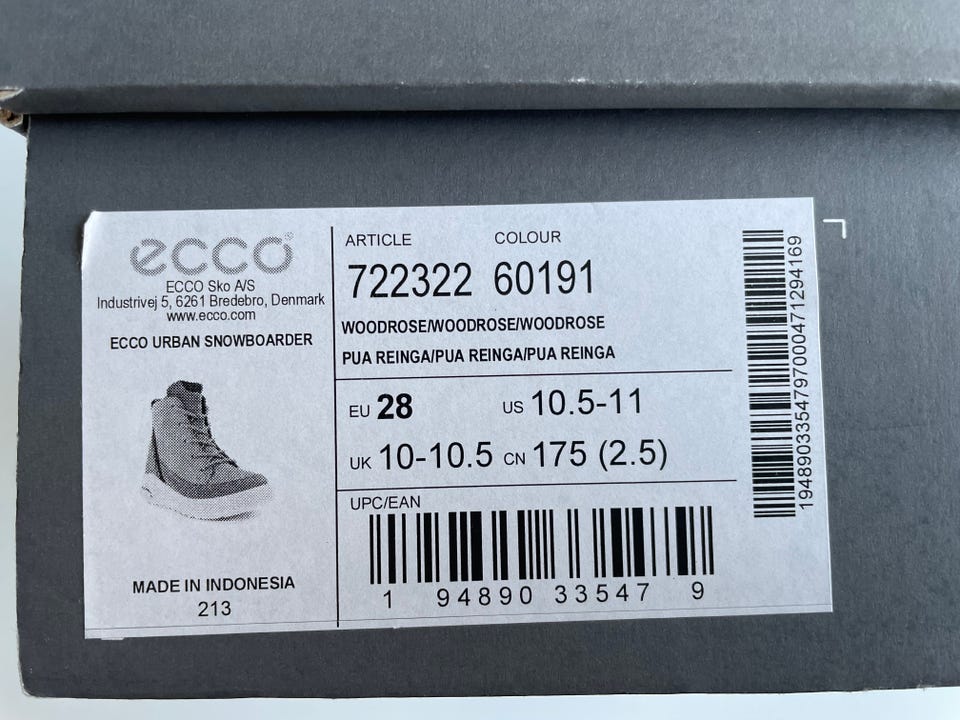 ecco
ECCO Sko A/S
Industrivej 5, 6261 Bredebro, Denmark
www.ecco.com
ECCO URBAN SNOWBOARDER
MADE IN INDONESIA
213
ARTICLE COLOUR
722322 60191
WOODROSE/WOODROSE/WOODROSE
PUA REINGA/PUA REINGA/PUA REINGA
EU 28 US 10.5-11
UK 10-10.5 CN 175 (2.5)
UPC/EAN
1 94890 33547 9
1948903354797000471294169